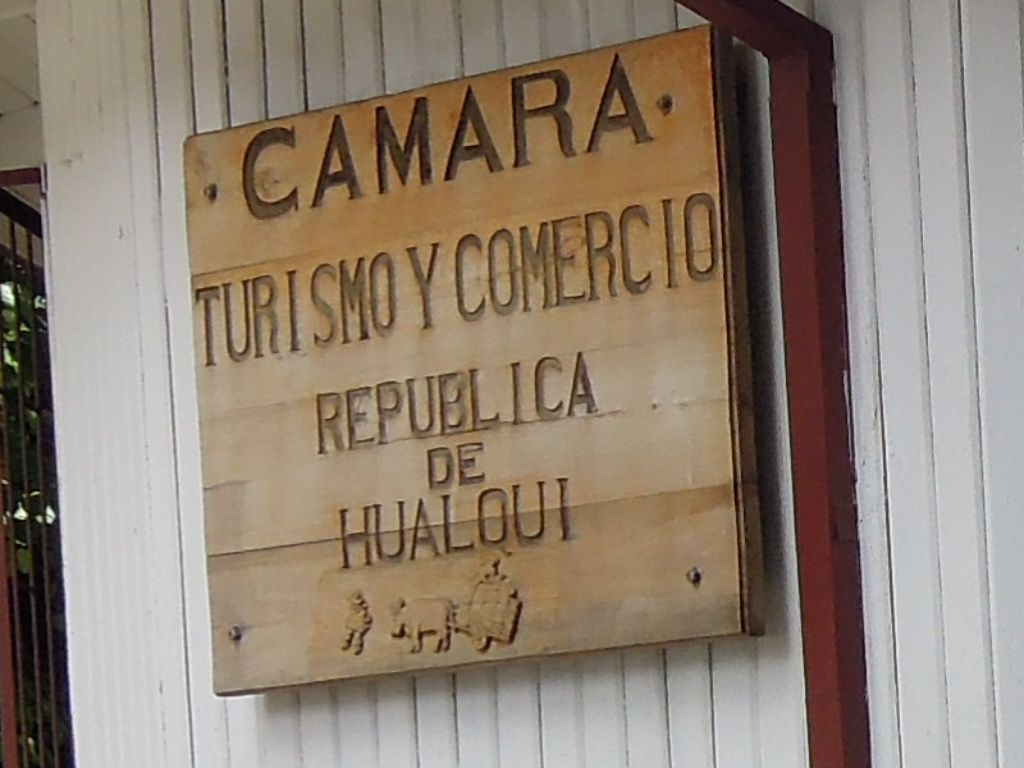 CAMARA
TURISMO Y COMERCIO
REPUBLICA
DE
HUALQUI